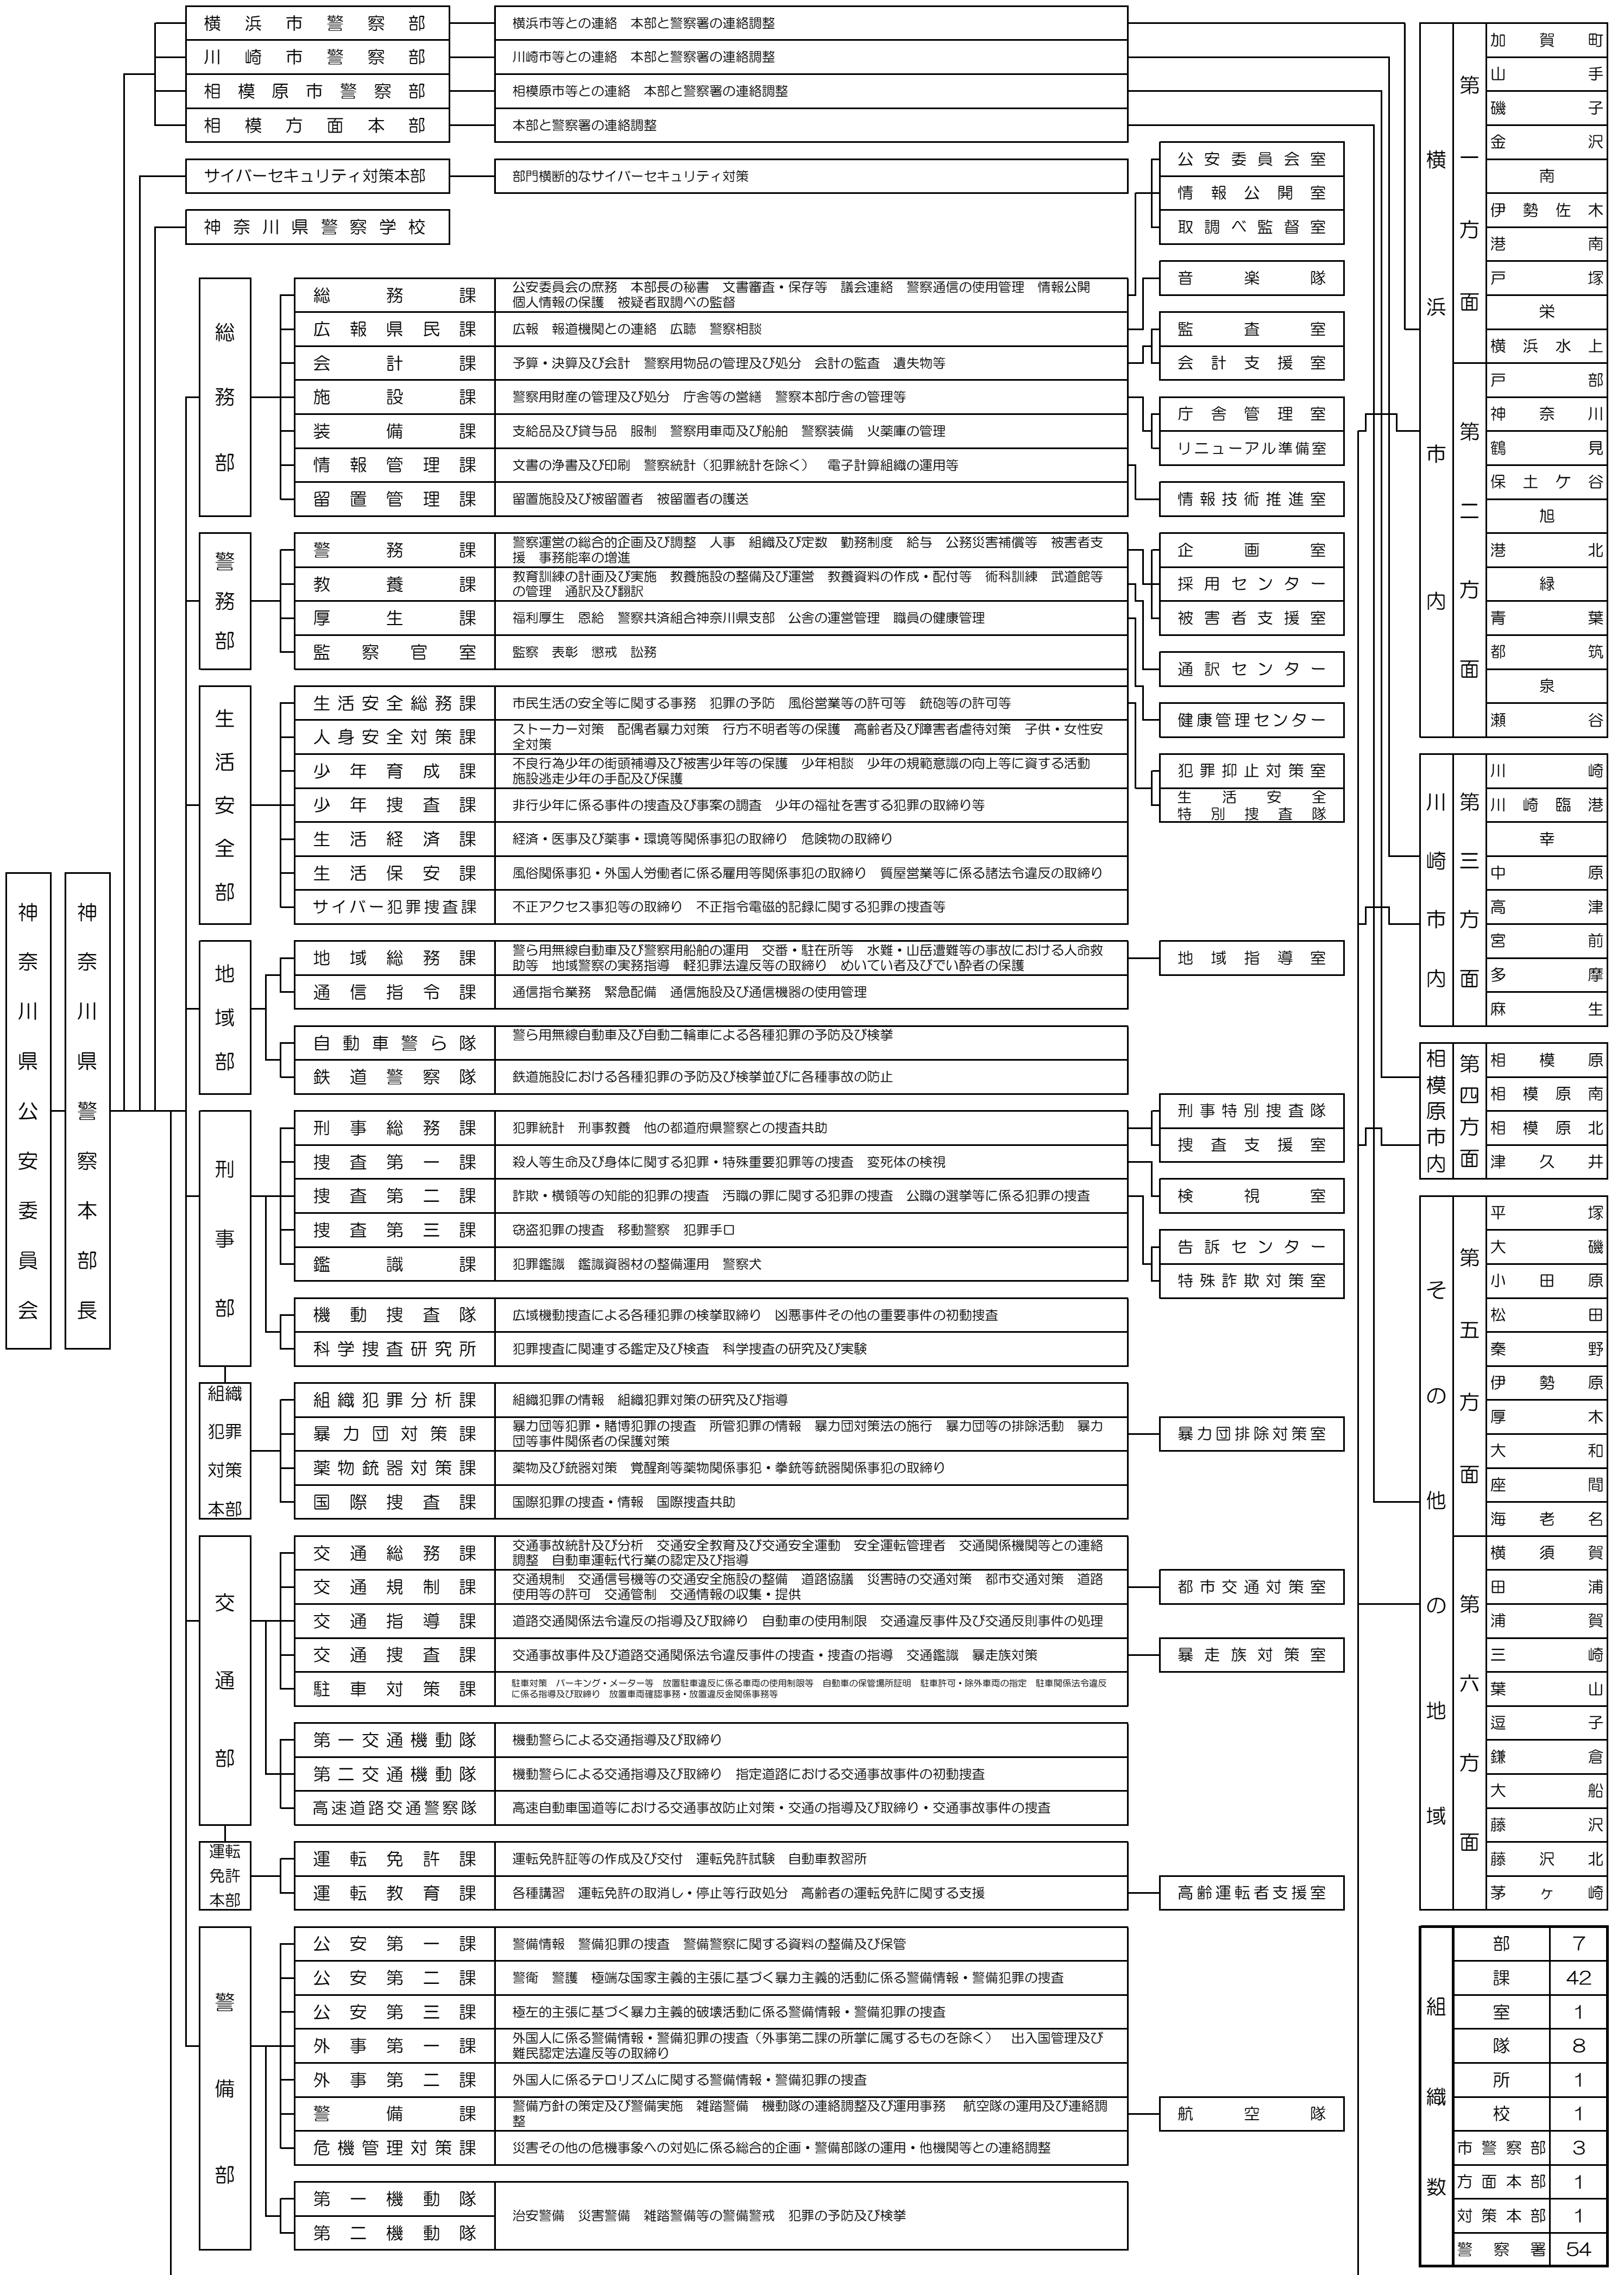 神奈川県公安委員会
神奈川県警察本部長
横浜市警察部
横浜市等との連絡　本部と警察署の連絡調整
川崎市警察部
川崎市等との連絡　本部と警察署の連絡調整
相模原市警察部
相模原市等との連絡　本部と警察署の連絡調整
相模方面本部
本部と警察署の連絡調整
サイバーセキュリティ対策本部
部門横断的なサイバーセキュリティ対策
神奈川県警察学校
総務部
総務課
公安委員会の庶務　本部長の秘書　文書審査・保存等　議会連絡　警察通信の使用管理　情報公開
個人情報の保護　被疑者取調べの監督
公安委員会室
情報公開室
取調べ監督室
広報県民課
広報　報道機関との連絡　広聴　警察相談
音楽隊
会計課
予算・決算及び会計　警察用物品の管理及び処分　会計の監査　遺失物等
監査室
会計支援室
施設課
警察用財産の管理及び処分　庁舎等の営繕　警察本部庁舎の管理等
庁舎管理室
リニューアル準備室
装備課
支給品及び貸与品　服制　警察用車両及び船舶　警察装備　火薬庫の管理
情報管理課
文書の浄書及び印刷　警察統計（犯罪統計を除く）　電子計算組織の運用等
情報技術推進室
留置管理課
留置施設及び被留置者　被留置者の護送
警務部
警務課
警察運営の総合的企画及び調整　人事　組織及び定数　勤務制度　給与　公務災害補償等　被害者支
援　事務能率の増進
企画室
採用センター
被害者支援室
教養課
教育訓練の計画及び実施　教養施設の整備及び運営　教養資料の作成・配付等　術科訓練　武道館等
の管理　通訳及び翻訳
通訳センター
厚生課
福利厚生　恩給　警察共済組合神奈川県支部　公舎の運営管理　職員の健康管理
健康管理センター
監察官室
監察　表彰　懲戒　訟務
生活安全部
生活安全総務課
市民生活の安全等に関する事務　犯罪の予防　風俗営業等の許可等　銃砲等の許可等
犯罪抑止対策室
生活安全
特別捜査隊
人身安全対策課
ストーカー対策　配偶者暴力対策　行方不明者等の保護　高齢者及び障害者虐待対策　子供・女性安
全対策
少年育成課
不良行為少年の街頭補導及び被害少年等の保護　少年相談　少年の規範意識の向上等に資する活動
施設逃走少年の手配及び保護
少年捜査課
非行少年に係る事件の捜査及び事案の調査　少年の福祉を害する犯罪の取締り等
生活経済課
経済・医事及び薬事・環境等関係事犯の取締り　危険物の取締り
生活保安課
風俗関係事犯・外国人労働者に係る雇用等関係事犯の取締り　質屋営業等に係る諸法令違反の取締り
サイバー犯罪捜査課
不正アクセス事犯等の取締り　不正指令電磁的記録に関する犯罪の捜査等
地域部
地域総務課
警ら用無線自動車及び警察用船舶の運用　交番・駐在所等　水難・山岳遭難等の事故における人命救
助等　地域警察の実務指導　軽犯罪法違反等の取締り　めいてい者及びでい酔者の保護
地域指導室
通信指令課
通信指令業務　緊急配備　通信施設及び通信機器の使用管理
自動車警ら隊
警ら用無線自動車及び自動二輪車による各種犯罪の予防及び検挙
鉄道警察隊
鉄道施設における各種犯罪の予防及び検挙並びに各種事故の防止
刑事部
刑事総務課
犯罪統計　刑事教養　他の都道府県警察との捜査共助
刑事特別捜査隊
捜査支援室
捜査第一課
殺人等生命及び身体に関する犯罪・特殊重要犯罪等の捜査　変死体の検視
検視室
捜査第二課
詐欺・横領等の知能的犯罪の捜査　汚職の罪に関する犯罪の捜査　公職の選挙等に係る犯罪の捜査
告訴センター
特殊詐欺対策室
捜査第三課
窃盗犯罪の捜査　移動警察　犯罪手口
鑑識課
犯罪鑑識　鑑識資器材の整備運用　警察犬
機動捜査隊
広域機動捜査による各種犯罪の検挙取締り　凶悪事件その他の重要事件の初動捜査
科学捜査研究所
犯罪捜査に関連する鑑定及び検査　科学捜査の研究及び実験
組織
犯罪
対策
本部
組織犯罪分析課
組織犯罪の情報　組織犯罪対策の研究及び指導
暴力団対策課
暴力団等犯罪・賭博犯罪の捜査　所管犯罪の情報　暴力団対策法の施行　暴力団等の排除活動　暴力
団等事件関係者の保護対策
暴力団排除対策室
薬物銃器対策課
薬物及び銃器対策　覚醒剤等薬物関係事犯・拳銃等銃器関係事犯の取締り
国際捜査課
国際犯罪の捜査・情報　国際捜査共助
交通部
交通総務課
交通事故統計及び分析　交通安全教育及び交通安全運動　安全運転管理者　交通関係機関等との連絡
調整　自動車運転代行業の認定及び指導
交通規制課
交通規制　交通信号機等の交通安全施設の整備　道路協議　災害時の交通対策　都市交通対策　道路
使用等の許可　交通管制　交通情報の収集・提供
都市交通対策室
交通指導課
道路交通関係法令違反の指導及び取締り　自動車の使用制限　交通違反事件及び交通反則事件の処理
交通捜査課
交通事故事件及び道路交通関係法令違反事件の捜査・捜査の指導　交通鑑識　暴走族対策
暴走族対策室
駐車対策課
駐車対策　パーキング・メーター等　放置駐車違反に係る車両の使用制限等　自動車の保管場所証明　駐車許可・除外車両の指定　駐車関係法令違反
に係る指導及び取締り　放置車両確認事務・放置違反金関係事務等
第一交通機動隊
機動警らによる交通指導及び取締り
第二交通機動隊
機動警らによる交通指導及び取締り　指定道路における交通事故事件の初動捜査
高速道路交通警察隊
高速自動車国道等における交通事故防止対策・交通の指導及び取締り・交通事故事件の捜査
運転
免許
本部
運転免許課
運転免許証等の作成及び交付　運転免許試験　自動車教習所
運転教育課
各種講習　運転免許の取消し・停止等行政処分　高齢者の運転免許に関する支援
高齢運転者支援室
警備部
公安第一課
警備情報　警備犯罪の捜査　警備警察に関する資料の整備及び保管
公安第二課
警衛　警護　極端な国家主義的主張に基づく暴力主義的活動に係る警備情報・警備犯罪の捜査
公安第三課
極左的主張に基づく暴力主義的破壊活動に係る警備情報・警備犯罪の捜査
外事第一課
外国人に係る警備情報・警備犯罪の捜査（外事第二課の所掌に属するものを除く）　出入国管理及び
難民認定法違反等の取締り
外事第二課
外国人に係るテロリズムに関する警備情報・警備犯罪の捜査
警備課
警備方針の策定及び警備実施　雑踏警備　機動隊の連絡調整及び運用事務　航空隊の運用及び連絡調
整
航空隊
危機管理対策課
災害その他の危機事象への対処に係る総合的企画・警備部隊の運用・他機関等との連絡調整
第一機動隊
第二機動隊
治安警備　災害警備　雑踏警備等の警備警戒　犯罪の予防及び検挙
横浜市内
第一方面
加賀町
山手
磯子
金沢
南
伊勢佐木
港南
戸塚
栄
横浜水上
第二方面
戸部
神奈川
鶴見
保土ケ谷
旭
港北
緑
青葉
都筑
泉
瀬谷
川崎市内
第三方面
川崎
川崎臨港
幸
中原
高津
宮前
多摩
麻生
相模原市内
第四方面
相模原
相模原南
相模原北
津久井
その他の地域
第五方面
平塚
大磯
小田原
松田
秦野
伊勢原
厚木
大和
座間
海老名
第六方面
横須賀
田浦
浦賀
三崎
葉山
逗子
鎌倉
大船
藤沢
藤沢北
茅ヶ崎
組織数
部 7
課 42
室 1
隊 8
所 1
校 1
市警察部 3
方面本部 1
対策本部 1
警察署 54